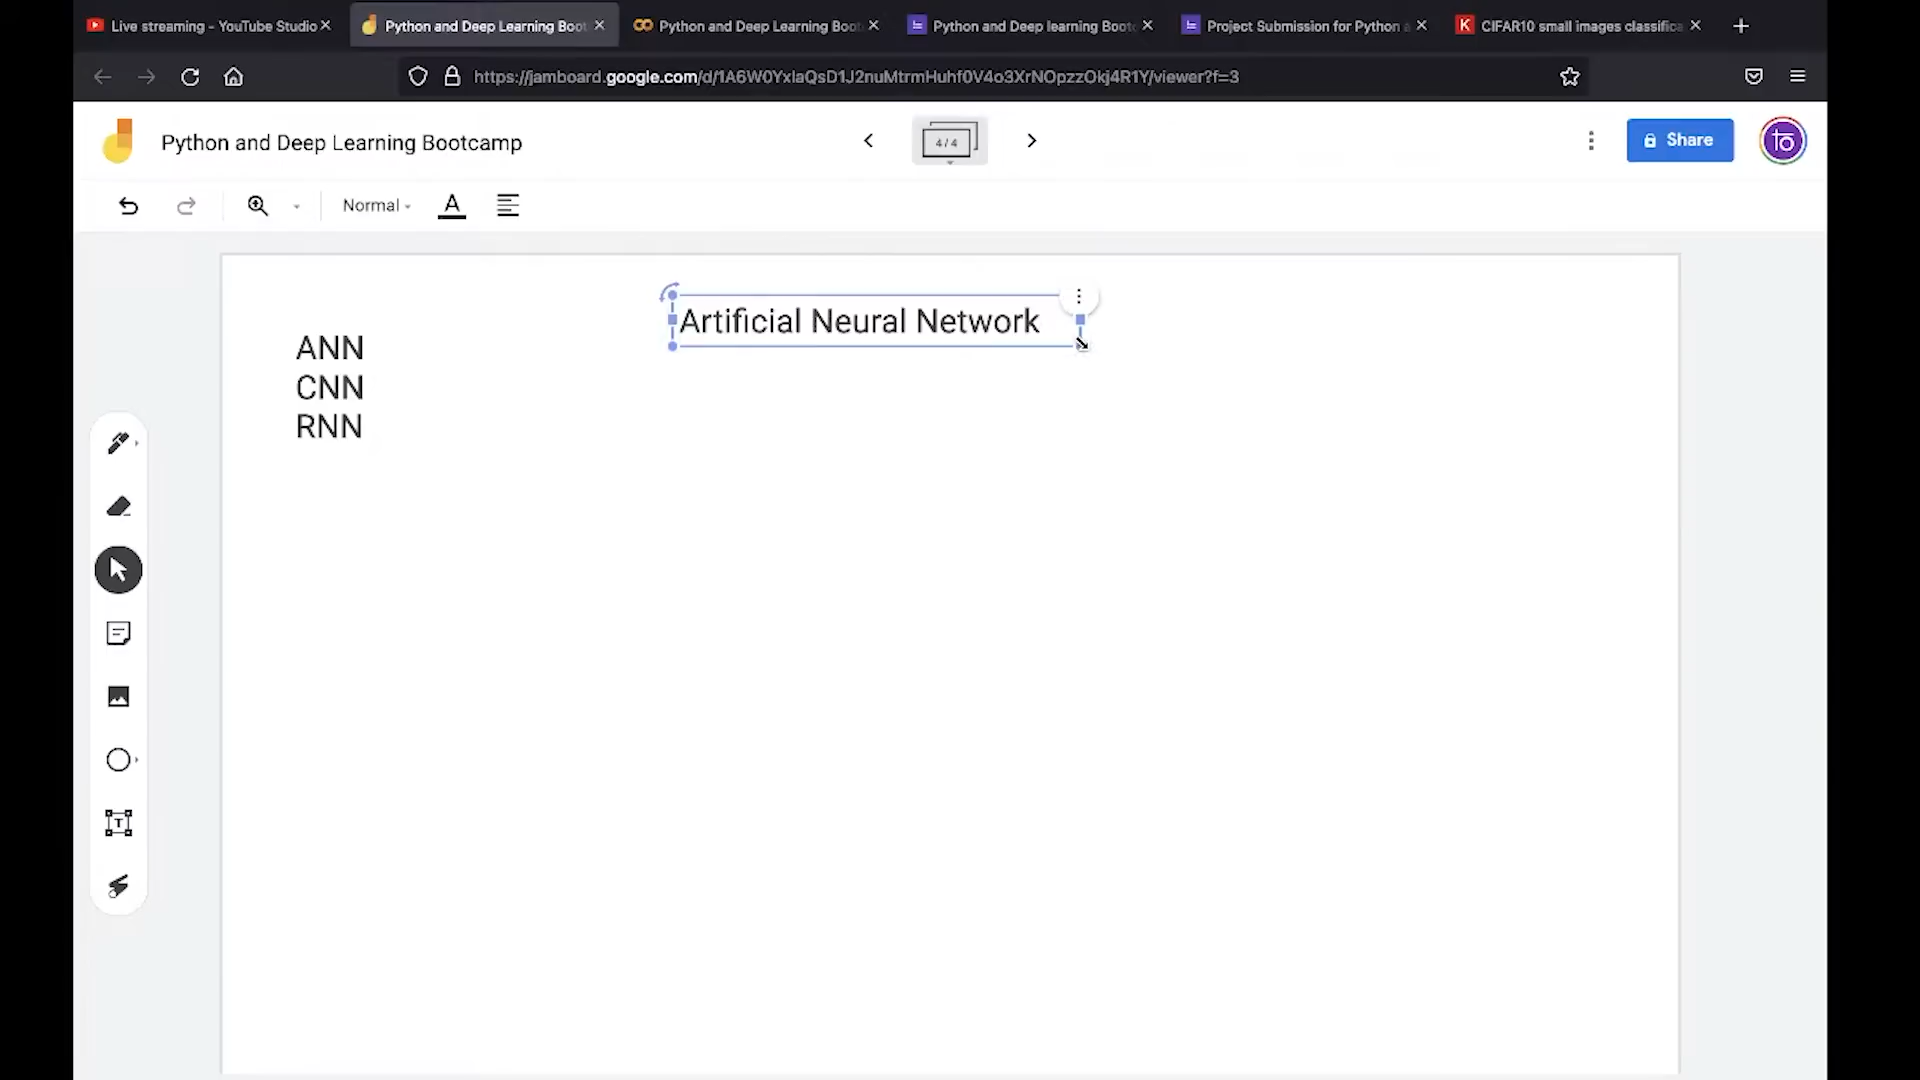 Live streaming - YouTube Studio
Python and Deep Learning Boot
Python and Deep Learning Boot
Python and Deep learning Boot
Project Submission for Python a
CIFAR10 small images classifica
https://jamboard.google.com/d/1A6W0YxlaQsD1J2nuMtrmHuhf0V4o3XrNOpzzOkj4R1Y/viewer?f=3
Python and Deep Learning Bootcamp
4 / 4
Share
to
Normal
A
Artificial Neural Network
ANN
CNN
RNN